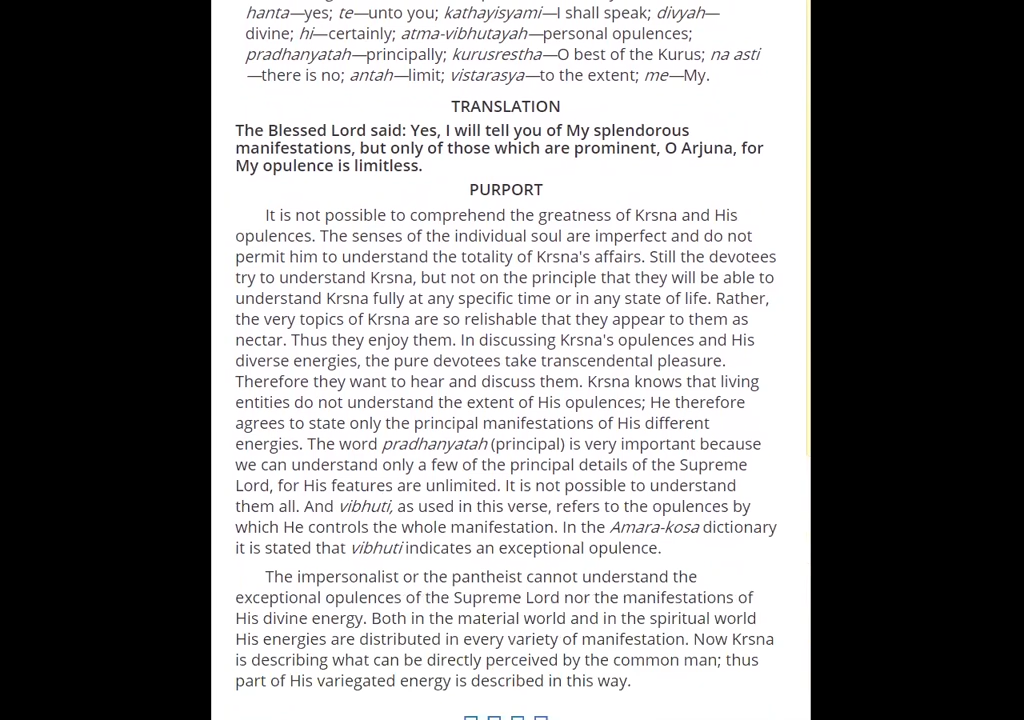 hanta—yes; te—unto you; kathayisyami—I shall speak; divyah—
divine; hi—certainly; atma-vibhutayah—personal opulences;
pradhanyatah—principally; kurusrestha—O best of the Kurus; na asti
—there is no; antah—limit; vistarasya—to the extent; me—My.
TRANSLATION
The Blessed Lord said: Yes, I will tell you of My splendorous
manifestations, but only of those which are prominent, O Arjuna, for
My opulence is limitless.
PURPORT
It is not possible to comprehend the greatness of Krsna and His
opulences. The senses of the individual soul are imperfect and do not
permit him to understand the totality of Krsna's affairs. Still the devotees
try to understand Krsna, but not on the principle that they will be able to
understand Krsna fully at any specific time or in any state of life. Rather,
the very topics of Krsna are so relishable that they appear to them as
nectar. Thus they enjoy them. In discussing Krsna's opulences and His
diverse energies, the pure devotees take transcendental pleasure.
Therefore they want to hear and discuss them. Krsna knows that living
entities do not understand the extent of His opulences; He therefore
agrees to state only the principal manifestations of His different
energies. The word pradhanyatah (principal) is very important because
we can understand only a few of the principal details of the Supreme
Lord, for His features are unlimited. It is not possible to understand
them all. And vibhuti, as used in this verse, refers to the opulences by
which He controls the whole manifestation. In the Amara-kosa dictionary
it is stated that vibhuti indicates an exceptional opulence.
The impersonalist or the pantheist cannot understand the
exceptional opulences of the Supreme Lord nor the manifestations of
His divine energy. Both in the material world and in the spiritual world
His energies are distributed in every variety of manifestation. Now Krsna
is describing what can be directly perceived by the common man; thus
part of His variegated energy is described in this way.